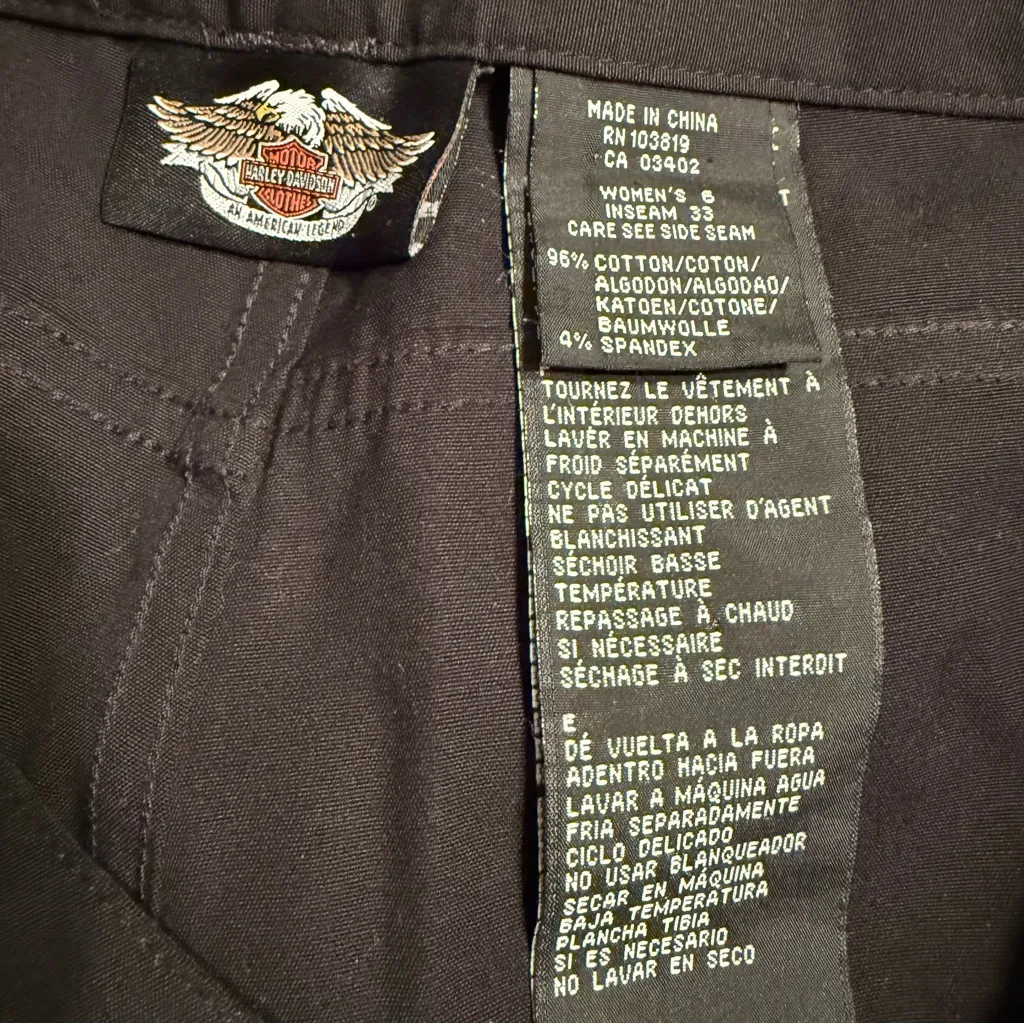 MOTOR
HARLEY-DAVIDSON
CLOTHES
AN AMERICAN LEGEND
®
MADE IN CHINA
RN 103819
CA 03402
WOMEN'S 6
INSEAM 33
CARE SEE SIDE SEAM
96% COTTON/COTON/
ALGODON/ALGODAO/
KATOEN/COTONE/
BAUMWOLLE
4% SPANDEX
TOURNEZ LE VÊTEMENT À
L'INTÉRIEUR DEHORS
LAVER EN MACHINE À
FROID SÉPARÉMENT
CYCLE DÉLICAT
NE PAS UTILISER D'AGENT
BLANCHISSANT
SÉCHOIR BASSE
TEMPÉRATURE
REPASSAGE À CHAUD
SI NÉCESSAIRE
SÉCHAGE À SEC INTERDIT
E
DÉ VUELTA A LA ROPA
ADENTRO HACIA FUERA
LAVAR A MÁQUINA AGUA
FRIA SEPARADAMENTE
CICLO DELICADO
NO USAR BLANQUEADOR
SECAR EN MÁQUINA
BAJA TEMPERATURA
PLANCHA TIBIA
SI ES NECESARIO
NO LAVAR EN SECO